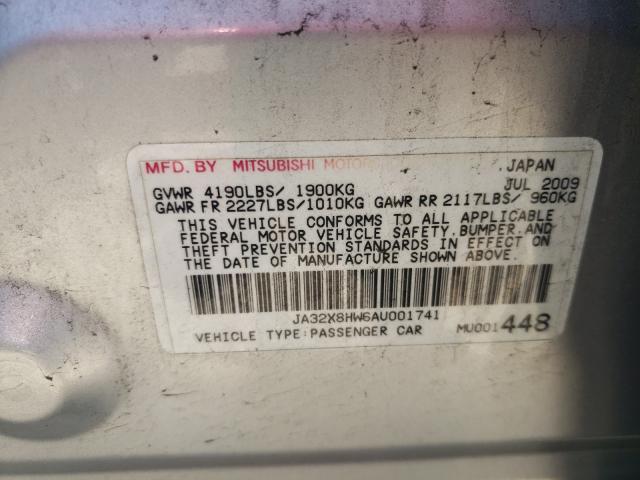 MFD. BY MITSUBISHI MOTOR JAPAN
JUL 2009
GVWR 4190LBS/ 1900KG
GAWR FR 2227LBS/1010KG GAWR RR 2117LBS/ 960KG
THIS VEHICLE CONFORMS TO ALL APPLICABLE
FEDERAL MOTOR VEHICLE SAFETY, BUMPER, AND
THEFT PREVENTION STANDARDS IN EFFECT ON
THE DATE OF MANUFACTURE SHOWN ABOVE.
JA32X8HW6AU001741
VEHICLE TYPE:PASSENGER CAR MU001448